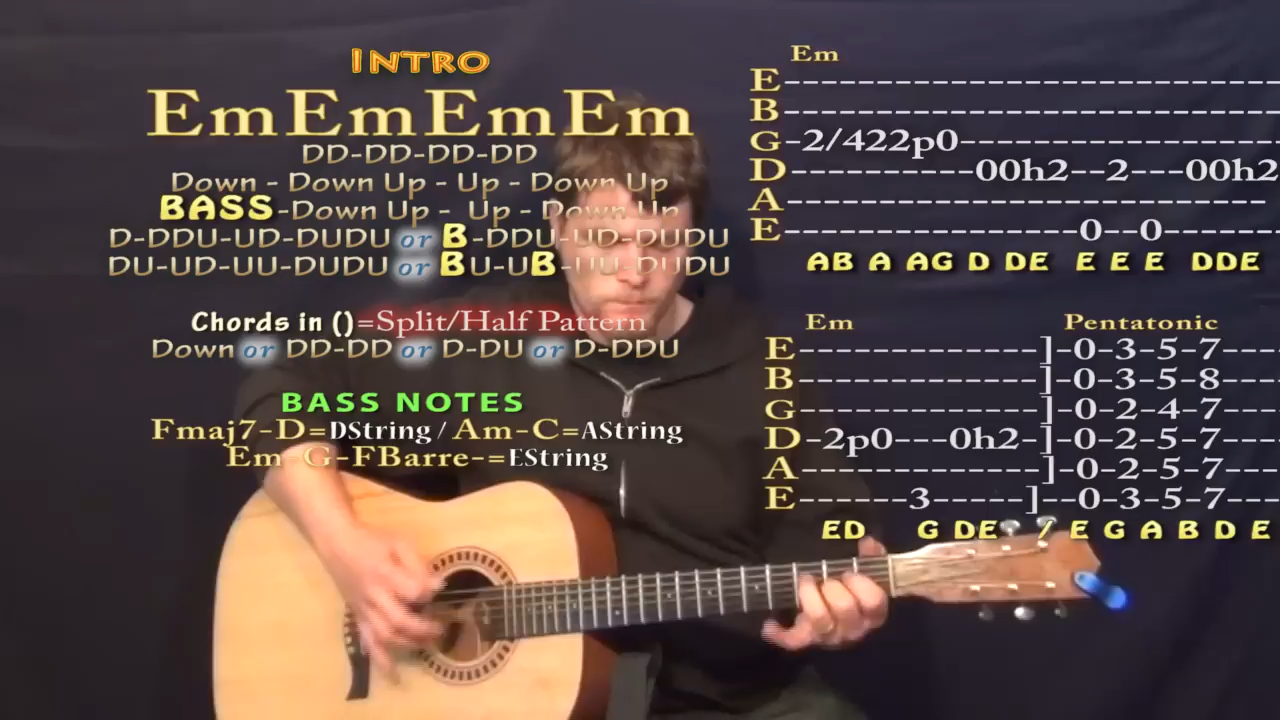 INTRO
EmEmEmEm
DD-DD-DD-DD
Down - Down Up - Up - Down Up
BASS-Down Up - Up - Down Up
D-DDU-UD-DUDU or B-DDU-UD-DUDU
DU-UD-UU-DUDU or BU-UB-UU-DUDU
Chords in ()=Split/Half Pattern
Down or DD-DD or D-DU or D-DDU
BASS NOTES
Fmaj7-D=DString / Am-C=AString
Em-G-FBarre-=EString
Em
E-----------------------------------
B-----------------------------------
G-2/422p0----------------------
D-----------00h2--2---00h2
A-----------------------------------
E------------------0--0-------
AB A AG D DE E E E DDE
Em Pentatonic
E---------------]-0-3-5-7----
B---------------]-0-3-5-8----
G---------------]-0-2-4-7----
D-2p0---0h2-]-0-2-5-7----
A---------------]-0-2-5-7----
E------3-----]--0-3-5-7----
ED G DE / E G A B D E